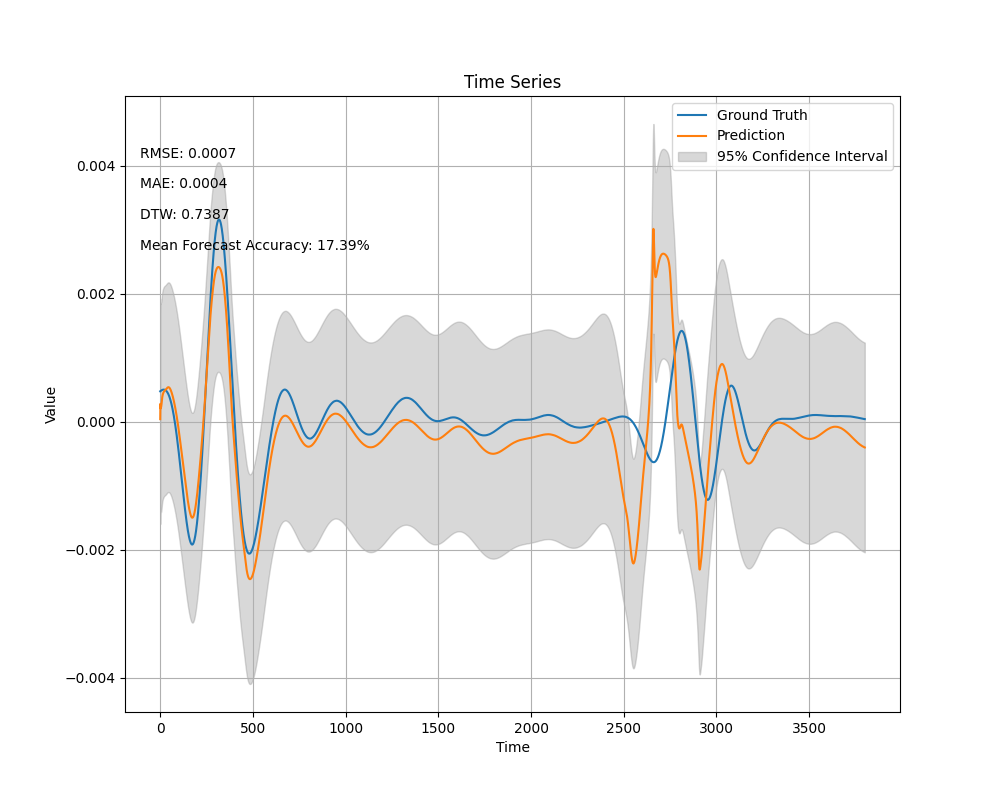 Time Series
Ground Truth
Prediction
95% Confidence Interval
RMSE: 0.0007
MAE: 0.0004
DTW: 0.7387
Mean Forecast Accuracy: 17.39%
Value
0.004
0.002
0.000
−0.002
−0.004
0 500 1000 1500 2000 2500 3000 3500
Time